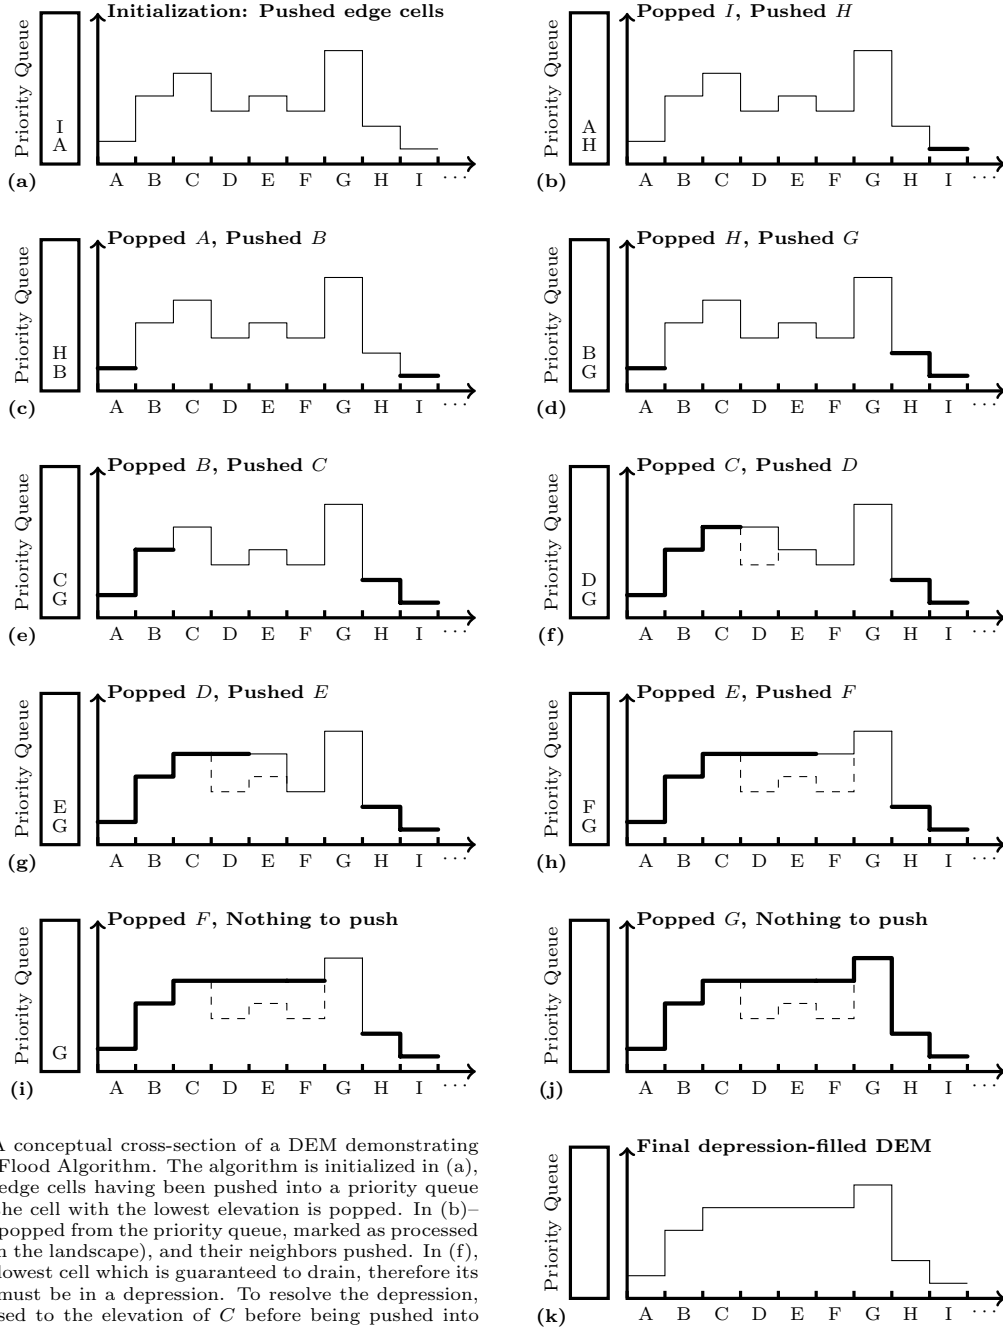 Initialization: Pushed edge cells
Priority Queue
I
A
(a)
A B C D E F G H I ...
Popped I, Pushed H
Priority Queue
A
H
(b)
A B C D E F G H I ...
Popped A, Pushed B
Priority Queue
H
B
(c)
A B C D E F G H I ...
Popped H, Pushed G
Priority Queue
B
G
(d)
A B C D E F G H I ...
Popped B, Pushed C
Priority Queue
C
G
(e)
A B C D E F G H I ...
Popped C, Pushed D
Priority Queue
D
G
(f)
A B C D E F G H I ...
Popped D, Pushed E
Priority Queue
E
G
(g)
A B C D E F G H I ...
Popped E, Pushed F
Priority Queue
F
G
(h)
A B C D E F G H I ...
Popped F, Nothing to push
Priority Queue
G
(i)
A B C D E F G H I ...
Popped G, Nothing to push
Priority Queue
(j)
A B C D E F G H I ...
A conceptual cross-section of a DEM demonstrating
Flood Algorithm. The algorithm is initialized in (a),
edge cells having been pushed into a priority queue
he cell with the lowest elevation is popped. In (b)–
popped from the priority queue, marked as processed
n the landscape), and their neighbors pushed. In (f),
lowest cell which is guaranteed to drain, therefore its
must be in a depression. To resolve the depression,
sed to the elevation of C before being pushed into
Final depression-filled DEM
Priority Queue
(k)
A B C D E F G H I ...